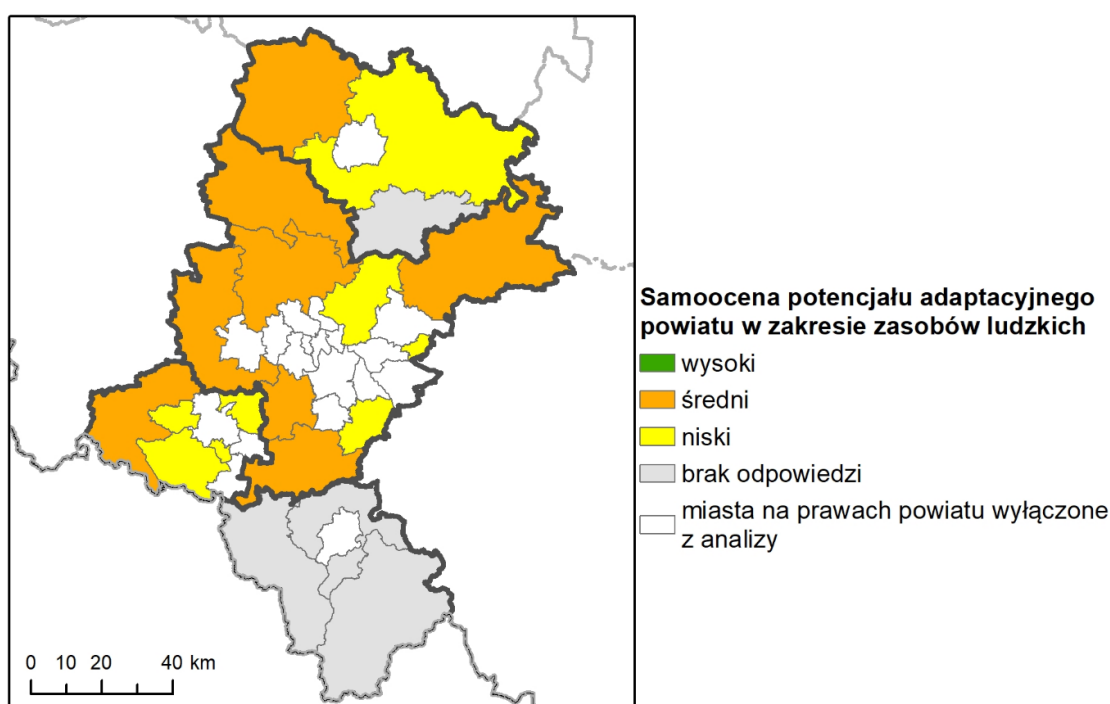 Samoocena potencjału adaptacyjnego
powiatu w zakresie zasobów ludzkich
wysoki
średni
niski
brak odpowiedzi
miasta na prawach powiatu wyłączone
z analizy
0 10 20 40 km